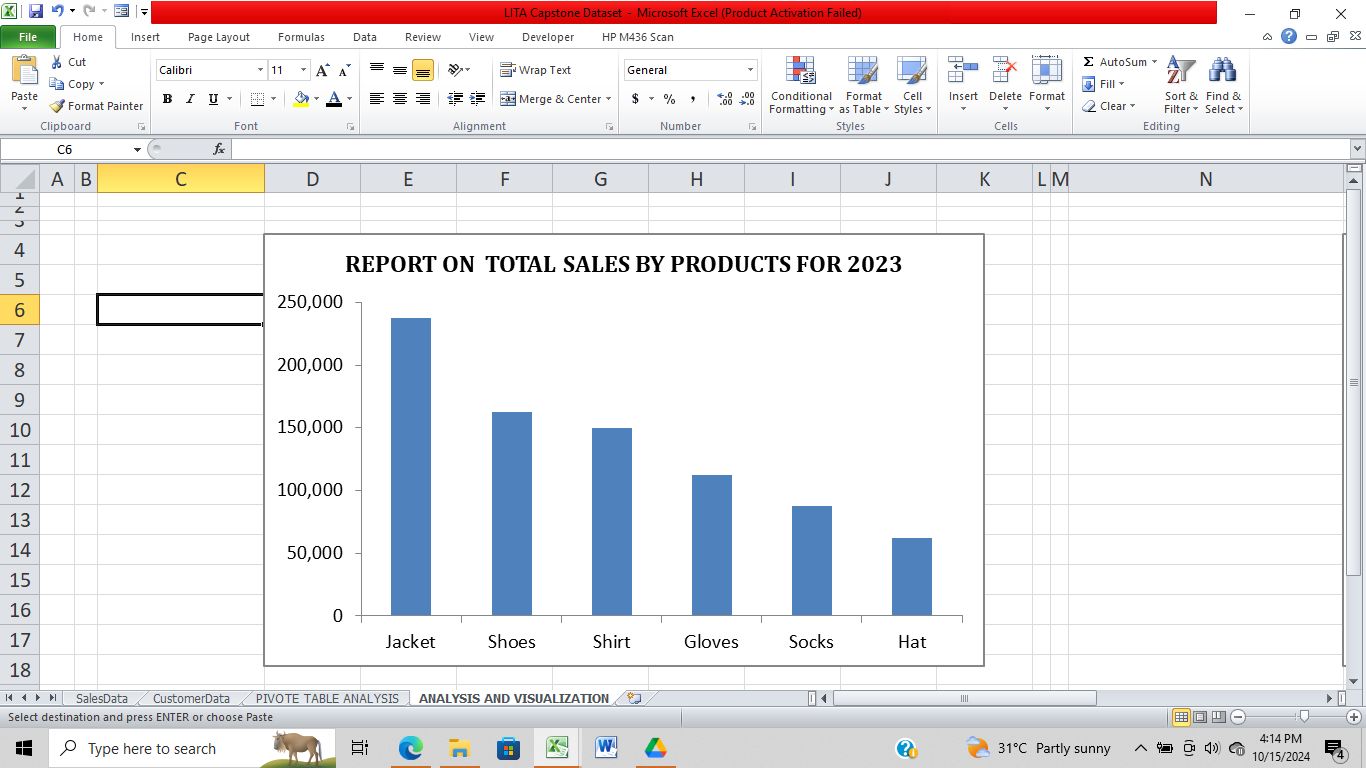 LITA Capstone Dataset - Microsoft Excel (Product Activation Failed)
File Home Insert Page Layout Formulas Data Review View Developer HP M436 Scan
Paste
Cut
Copy
Format Painter
Clipboard
Calibri 11
B I U
Font
Wrap Text
Merge & Center
Alignment
General
$ % ,
Number
Conditional Formatting
Format as Table
Cell Styles
Styles
Insert Delete Format
Cells
Σ AutoSum
Fill
Clear
Sort & Filter
Find & Select
Editing
C6 fx
A B C D E F G H I J K L M N
1
2
3
4
5
6
7
8
9
10
11
12
13
14
15
16
17
18
REPORT ON TOTAL SALES BY PRODUCTS FOR 2023
250,000
200,000
150,000
100,000
50,000
0
Jacket Shoes Shirt Gloves Socks Hat
SalesData CustomerData PIVOTE TABLE ANALYSIS ANALYSIS AND VISUALIZATION
Select destination and press ENTER or choose Paste
Type here to search
31°C Partly sunny
4:14 PM
10/15/2024
4